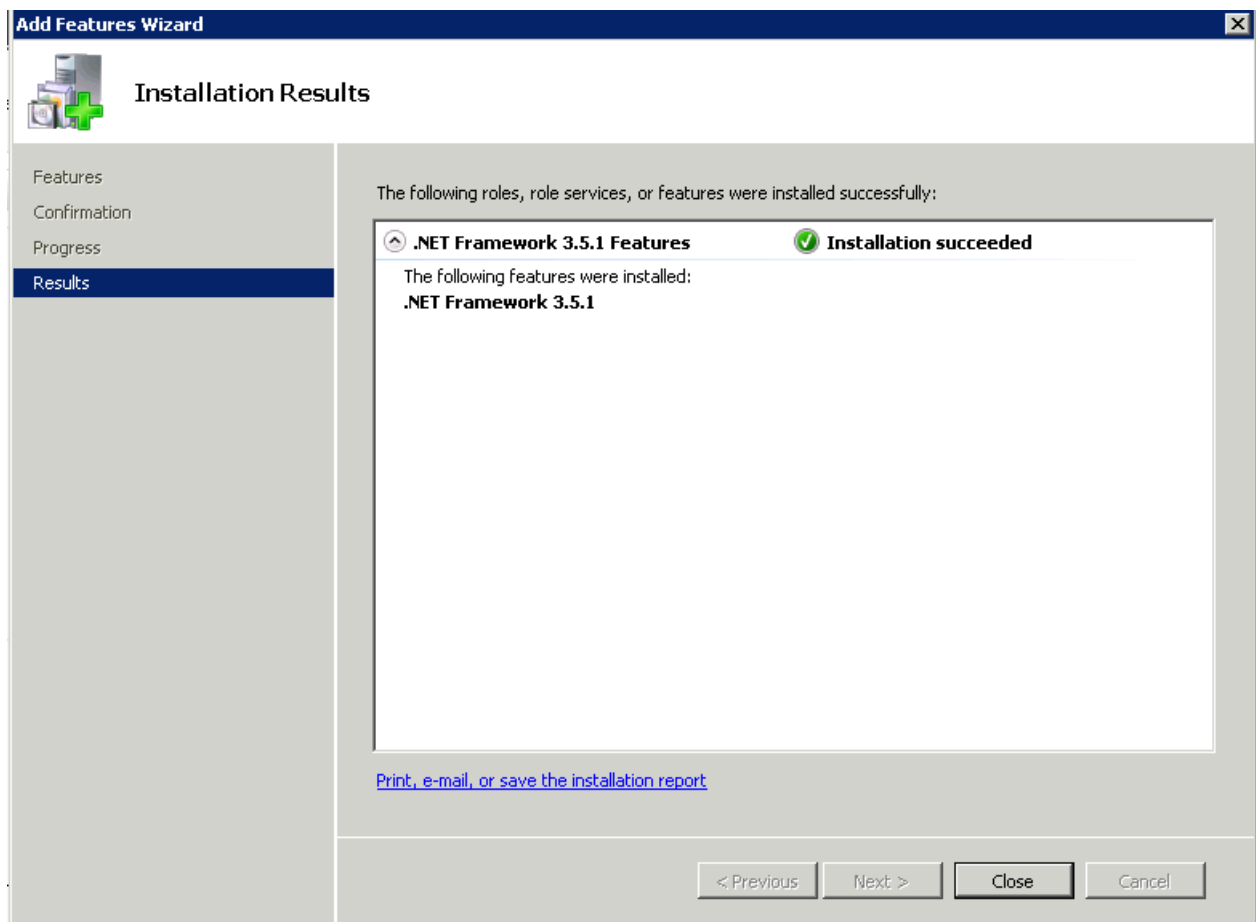 Add Features Wizard
Installation Results
Features
Confirmation
Progress
Results
The following roles, role services, or features were installed successfully:
.NET Framework 3.5.1 Features Installation succeeded
The following features were installed:
.NET Framework 3.5.1
Print, e-mail, or save the installation report
< Previous Next > Close Cancel